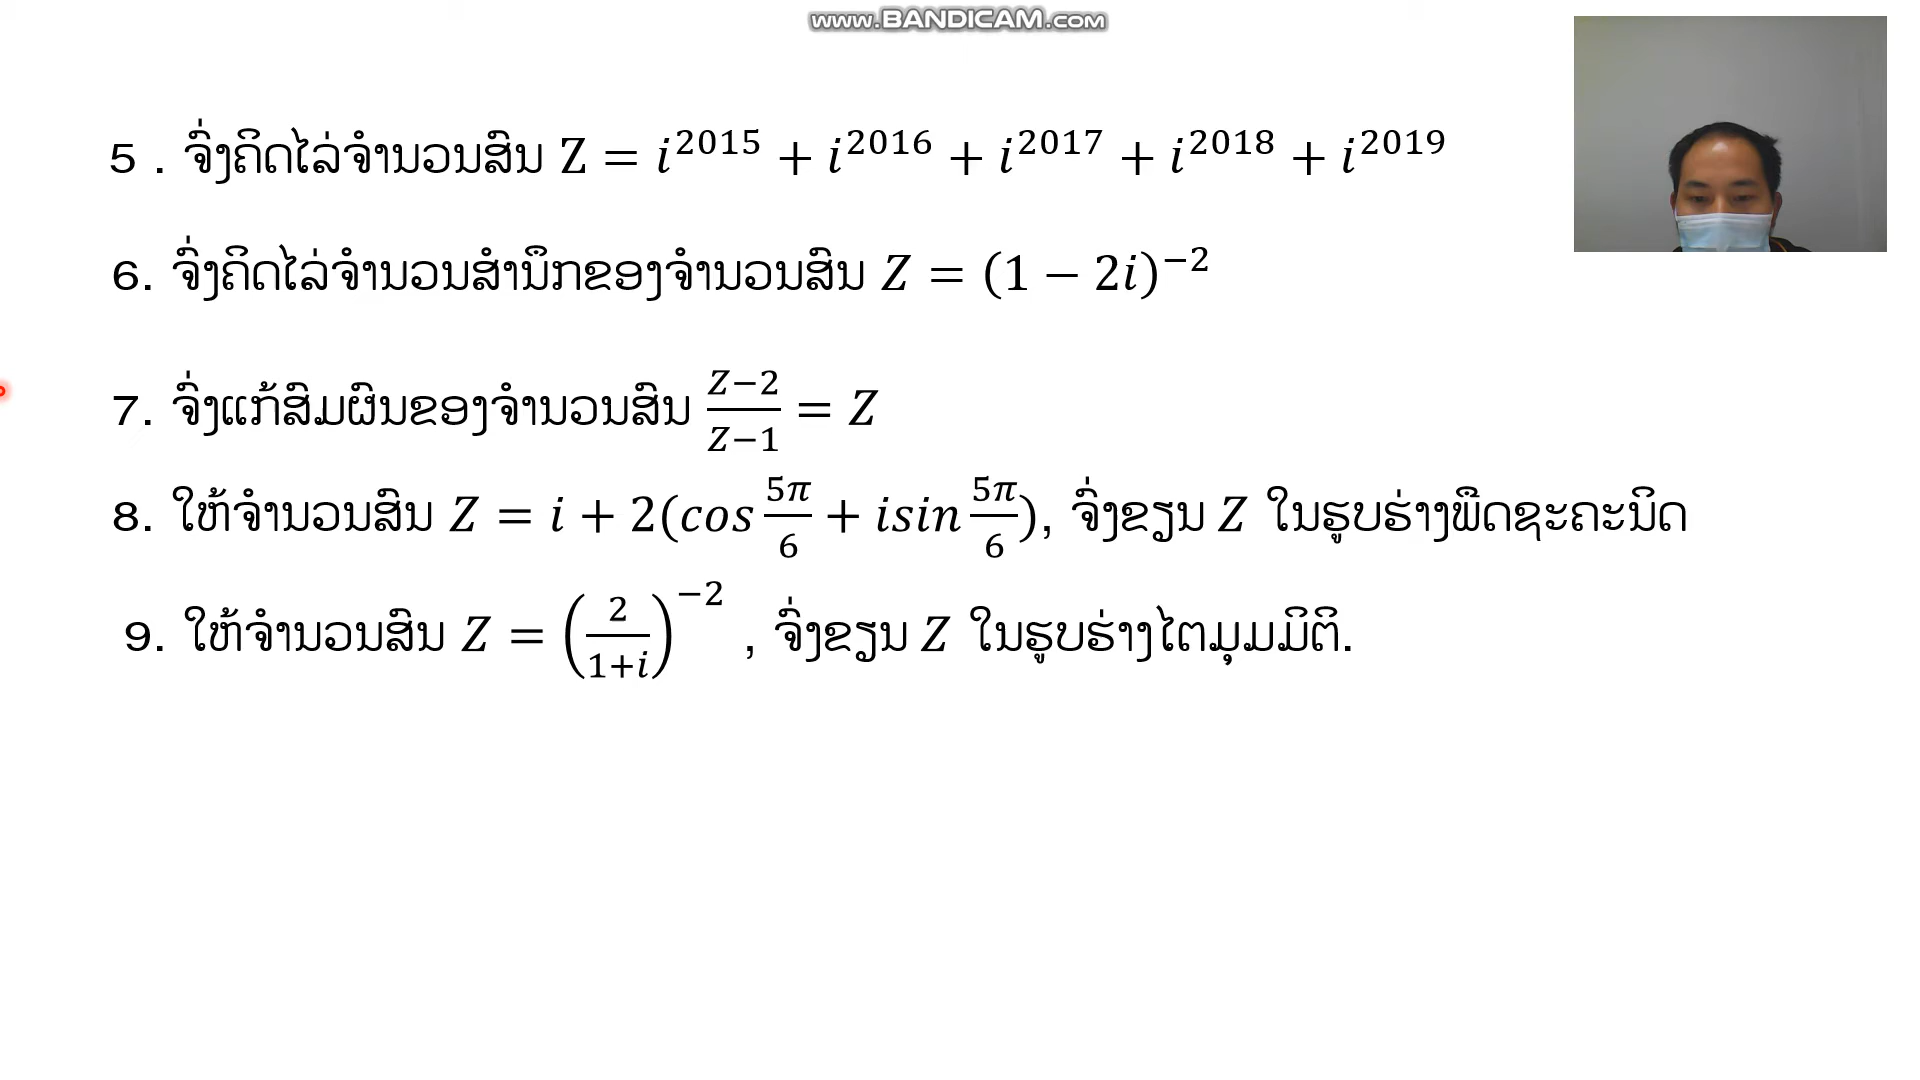 www.BANDICAM.com
5 . ຈົ່ງຄິດໄລ່ຈຳນວນສົນ Z = i^{2015} + i^{2016} + i^{2017} + i^{2018} + i^{2019}
6. ຈົ່ງຄິດໄລ່ຈຳນວນສຳນຶກຂອງຈຳນວນສົນ Z = (1 − 2i)^{−2}
7. ຈົ່ງແກ້ສົມຜົນຂອງຈຳນວນສົນ \frac{Z−2}{Z−1} = Z
8. ໃຫ້ຈຳນວນສົນ Z = i + 2(cos\frac{5π}{6} + isin\frac{5π}{6}), ຈົ່ງຂຽນ Z ໃນຮູບຮ່າງພຶດຊະຄະນິດ
9. ໃຫ້ຈຳນວນສົນ Z = (\frac{2}{1+i})^{−2} , ຈົ່ງຂຽນ Z ໃນຮູບຮ່າງໄຕມຸມມິຕິ.